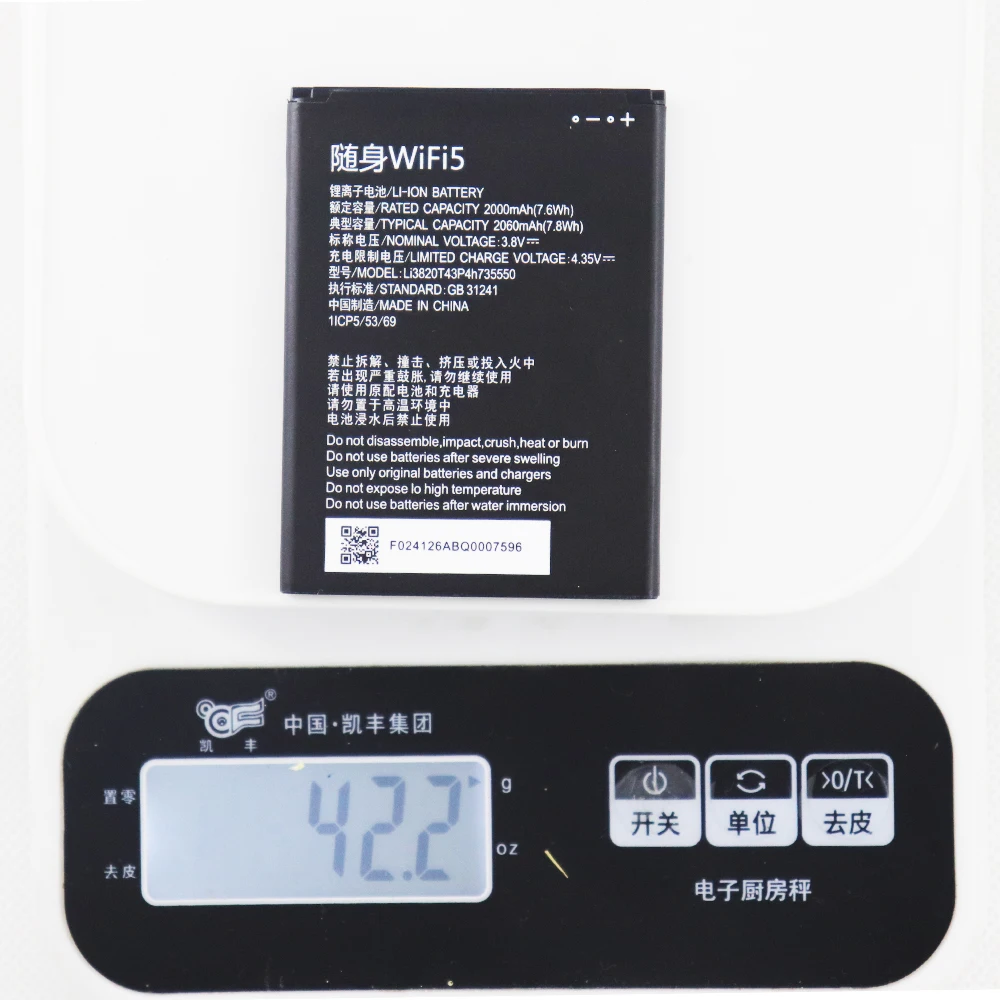 随身WiFi5
锂离子电池/LI-ION BATTERY
额定容量/RATED CAPACITY 2000mAh(7.6Wh)
典型容量/TYPICAL CAPACITY 2060mAh(7.8Wh)
标称电压/NOMINAL VOLTAGE:3.8V⎓
充电限制电压/LIMITED CHARGE VOLTAGE:4.35V⎓
型号/MODEL:Li3820T43P4h735550
执行标准/STANDARD:GB 31241
中国制造/MADE IN CHINA
1ICP5/53/69
禁止拆解、撞击、挤压或投入火中
若出现严重鼓胀,请勿继续使用
请使用原配电池和充电器
请勿置于高温环境中
电池浸水后禁止使用
Do not disassemble,impact,crush,heat or burn
Do not use batteries after severe swelling
Use only original batteries and chargers
Do not expose lo high temperature
Do not use batteries after water immersion
F024126ABQ0007596
凯丰®
中国·凯丰集团
置零
42.2 g
oz
去皮
>0/T<
开关 单位 去皮
电子厨房秤